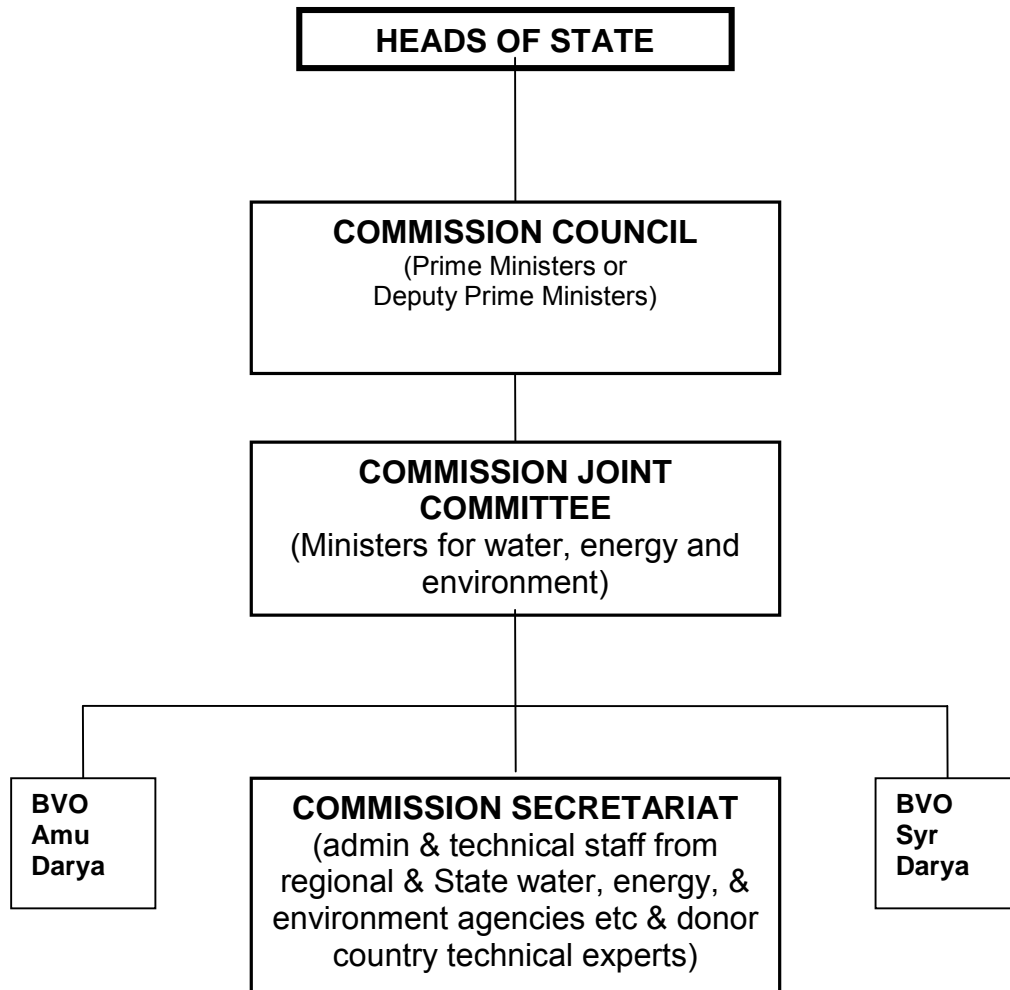 HEADS OF STATE
COMMISSION COUNCIL
(Prime Ministers or
Deputy Prime Ministers)
COMMISSION JOINT
COMMITTEE
(Ministers for water, energy and
environment)
BVO
Amu
Darya
COMMISSION SECRETARIAT
(admin & technical staff from
regional & State water, energy, &
environment agencies etc & donor
country technical experts)
BVO
Syr
Darya